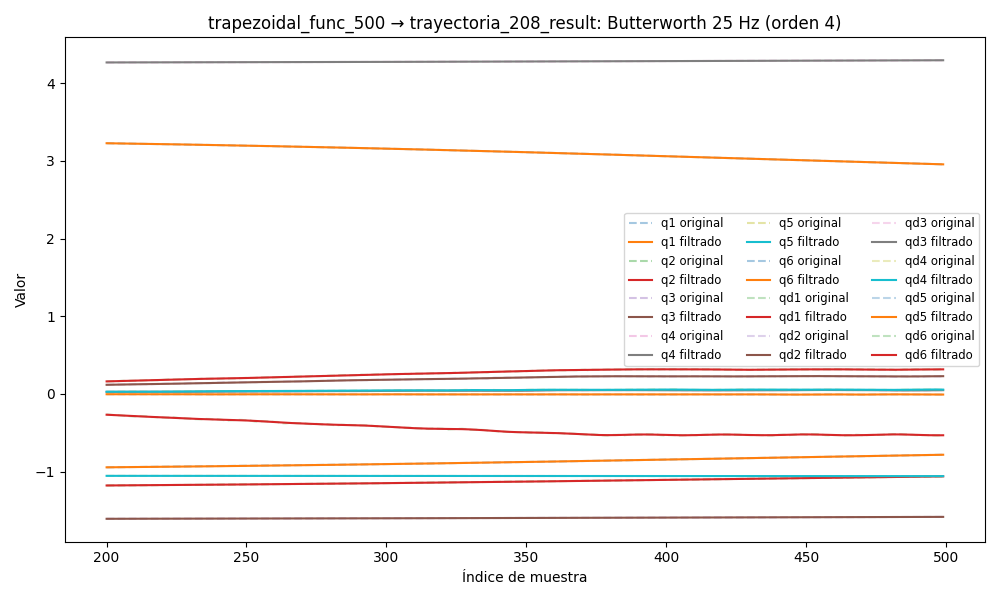 trapezoidal_func_500 → trayectoria_208_result: Butterworth 25 Hz (orden 4)
Valor
4
3
2
1
0
−1
q1 original
q1 filtrado
q2 original
q2 filtrado
q3 original
q3 filtrado
q4 original
q4 filtrado
q5 original
q5 filtrado
q6 original
q6 filtrado
qd1 original
qd1 filtrado
qd2 original
qd2 filtrado
qd3 original
qd3 filtrado
qd4 original
qd4 filtrado
qd5 original
qd5 filtrado
qd6 original
qd6 filtrado
200 250 300 350 400 450 500
Índice de muestra